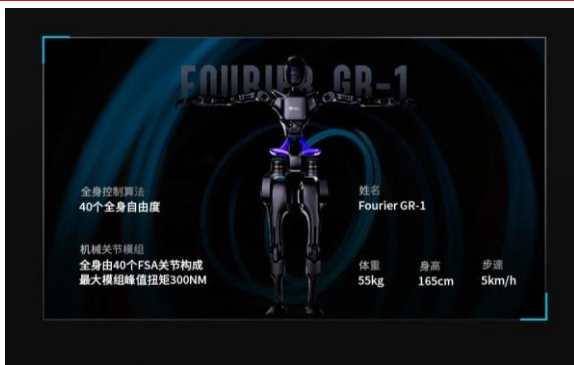 FOURIER GR-1
全身控制算法
40个全身自由度
姓名
Fourier GR-1
机械关节模组
全身由40个FSA关节构成
最大模组峰值扭矩300NM
体重
身高
步速
55kg
165cm
5km/h